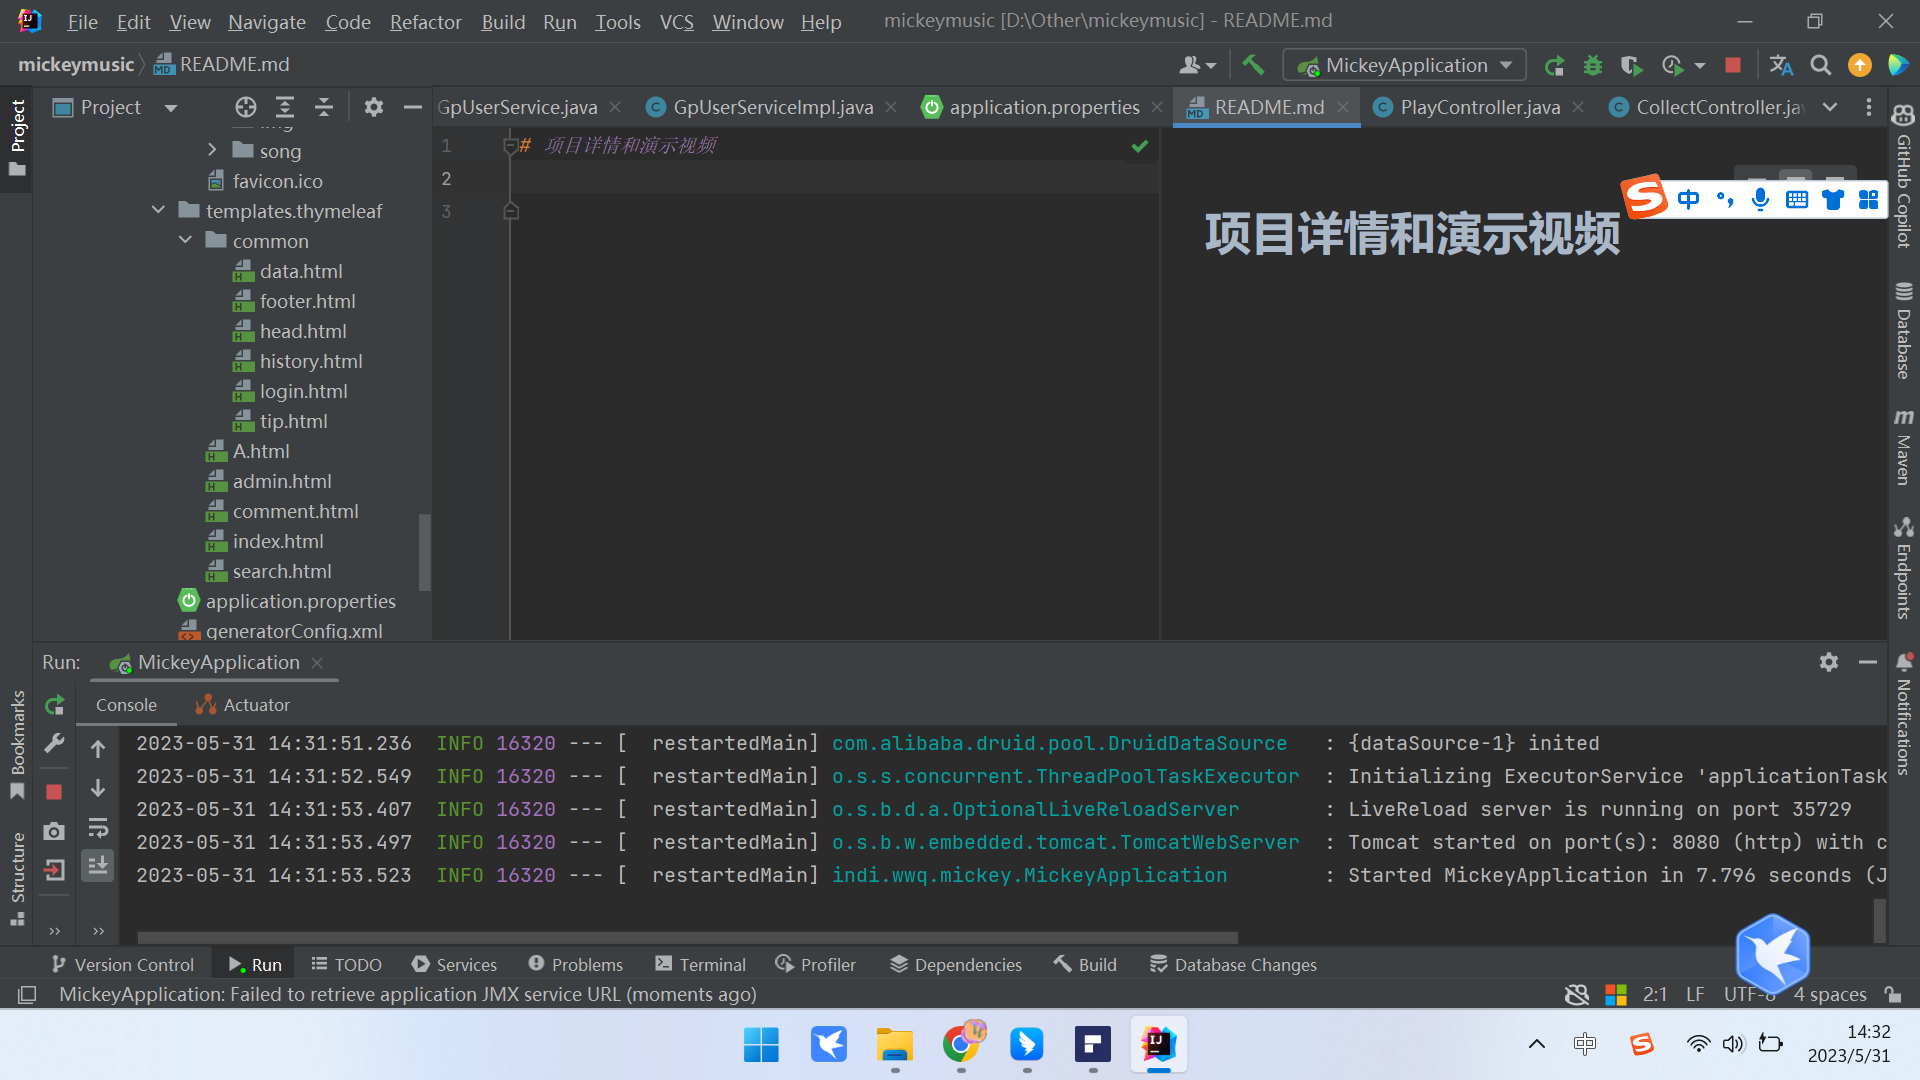 File Edit View Navigate Code Refactor Build Run Tools VCS Window Help mickeymusic [D:\Other\mickeymusic] - README.md
mickeymusic README.md
MickeyApplication
Project
GpUserService.java GpUserServiceImpl.java application.properties README.md PlayController.java CollectController.ja
Project
song
favicon.ico
templates.thymeleaf
common
data.html
footer.html
head.html
history.html
login.html
tip.html
A.html
admin.html
comment.html
index.html
search.html
application.properties
generatorConfig.xml
1 # 项目详情和演示视频
2
3
项目详情和演示视频
中
GitHub Copilot
Database
Maven
Endpoints
Notifications
Run: MickeyApplication
Console Actuator
Bookmarks
Structure
2023-05-31 14:31:51.236 INFO 16320 --- [ restartedMain] com.alibaba.druid.pool.DruidDataSource : {dataSource-1} inited
2023-05-31 14:31:52.549 INFO 16320 --- [ restartedMain] o.s.s.concurrent.ThreadPoolTaskExecutor : Initializing ExecutorService 'applicationTask
2023-05-31 14:31:53.407 INFO 16320 --- [ restartedMain] o.s.b.d.a.OptionalLiveReloadServer : LiveReload server is running on port 35729
2023-05-31 14:31:53.497 INFO 16320 --- [ restartedMain] o.s.b.w.embedded.tomcat.TomcatWebServer : Tomcat started on port(s): 8080 (http) with c
2023-05-31 14:31:53.523 INFO 16320 --- [ restartedMain] indi.wwq.mickey.MickeyApplication : Started MickeyApplication in 7.796 seconds (J
Version Control Run TODO Services Problems Terminal Profiler Dependencies Build Database Changes
MickeyApplication: Failed to retrieve application JMX service URL (moments ago) 2:1 LF UTF-8 4 spaces
中 14:32
2023/5/31